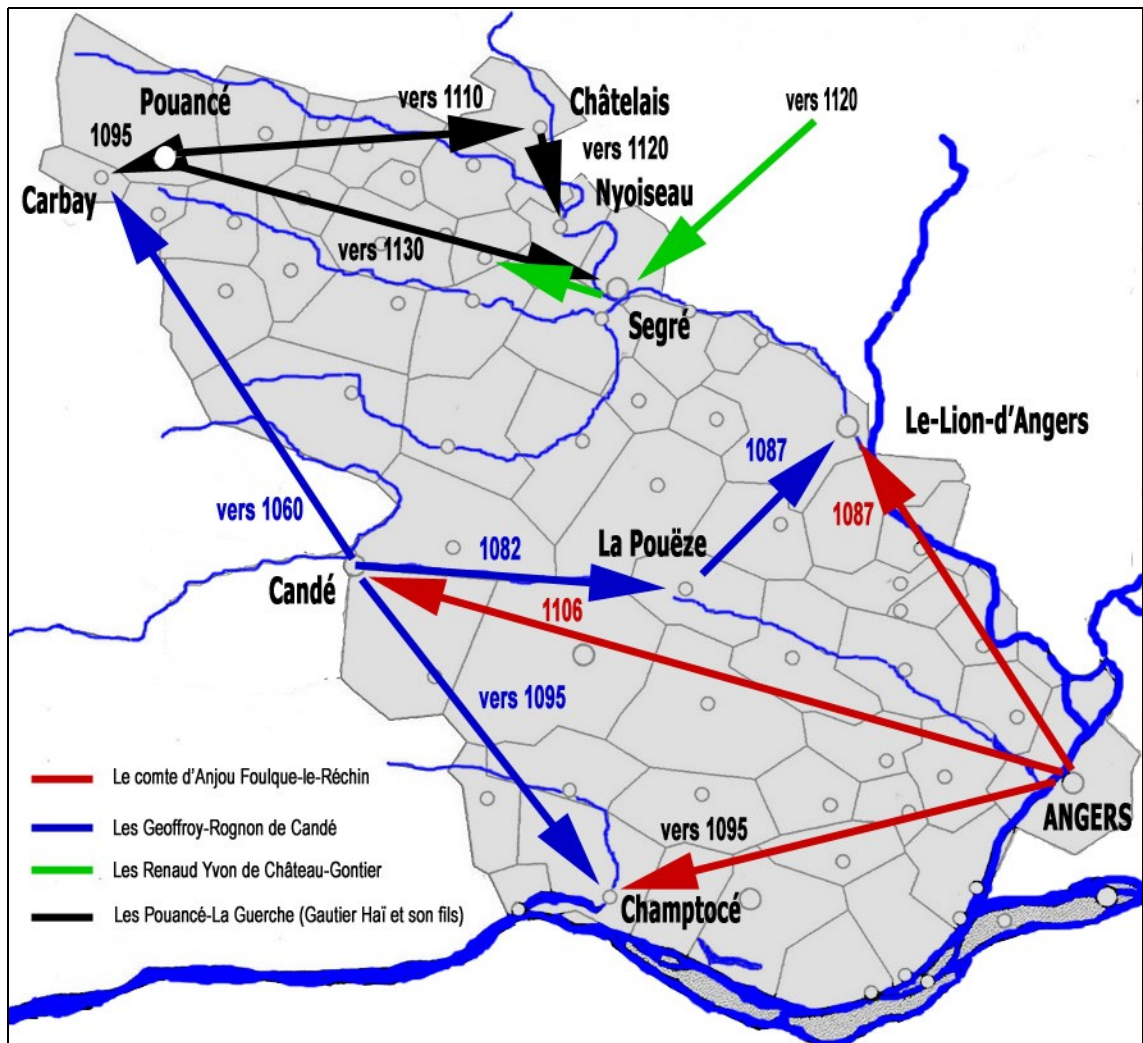 Pouancé
vers 1110
Châtelais
vers 1120
1095
vers 1120
Nyoiseau
Carbay
vers 1130
Segré
Le-Lion-d'Angers
1087
vers 1060
1087
1082
La Pouëze
Candé
1106
vers 1095
Le comte d'Anjou Foulque-le-Réchin
ANGERS
Les Geoffroy-Rognon de Candé
vers 1095
Les Renaud Yvon de Château-Gontier
Champtocé
Les Pouancé-La Guerche (Gautier Haï et son fils)